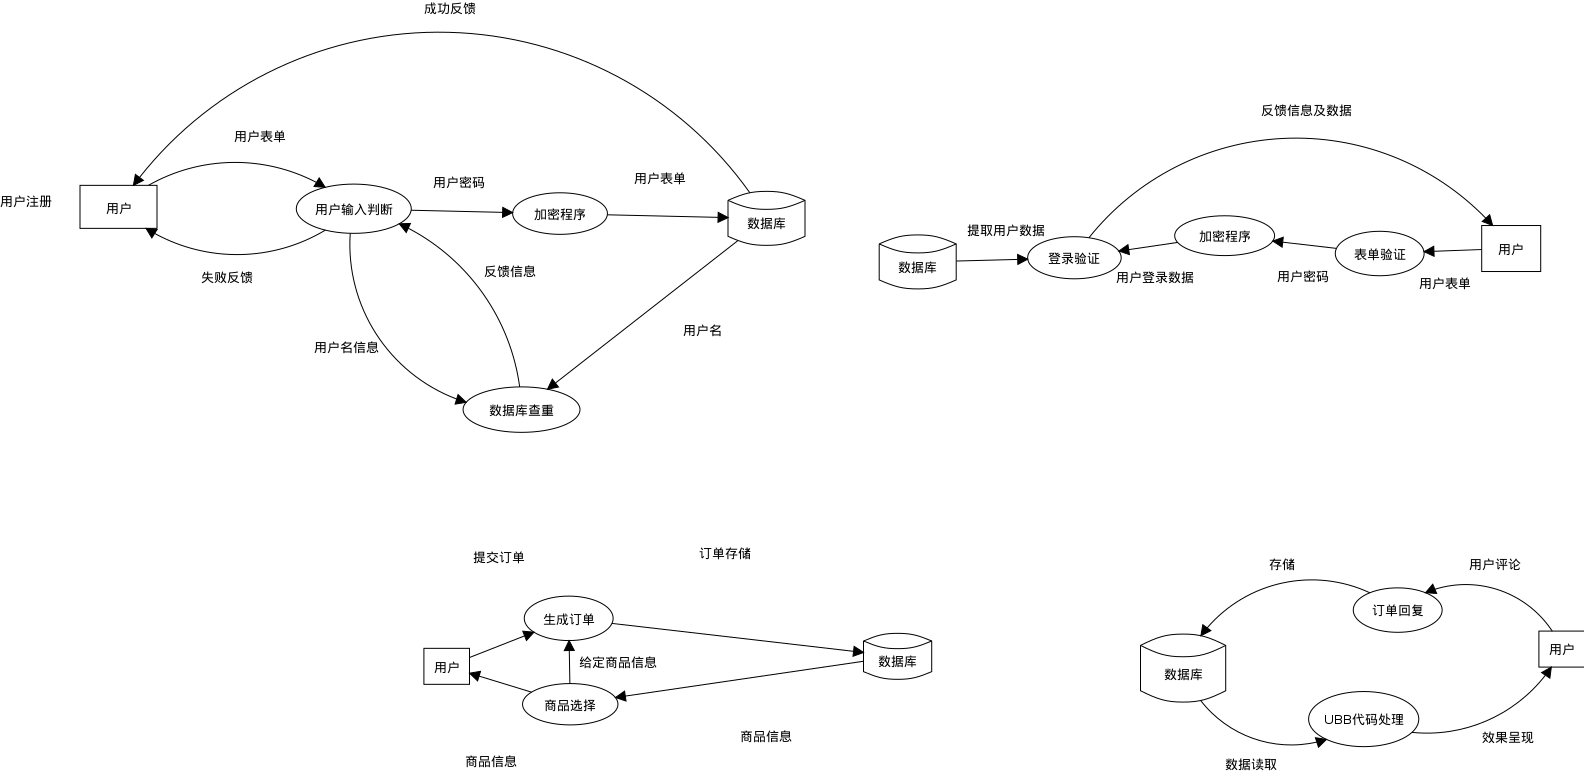 成功反馈
用户表单
用户注册
用户
用户输入判断
用户密码
加密程序
用户表单
数据库
失败反馈
反馈信息
用户名信息
用户名
数据库查重
反馈信息及数据
提取用户数据
数据库
登录验证
加密程序
用户登录数据
用户密码
表单验证
用户表单
用户
提交订单
订单存储
生成订单
用户
给定商品信息
数据库
商品选择
商品信息
商品信息
存储
用户评论
订单回复
用户
数据库
UBB代码处理
效果呈现
数据读取